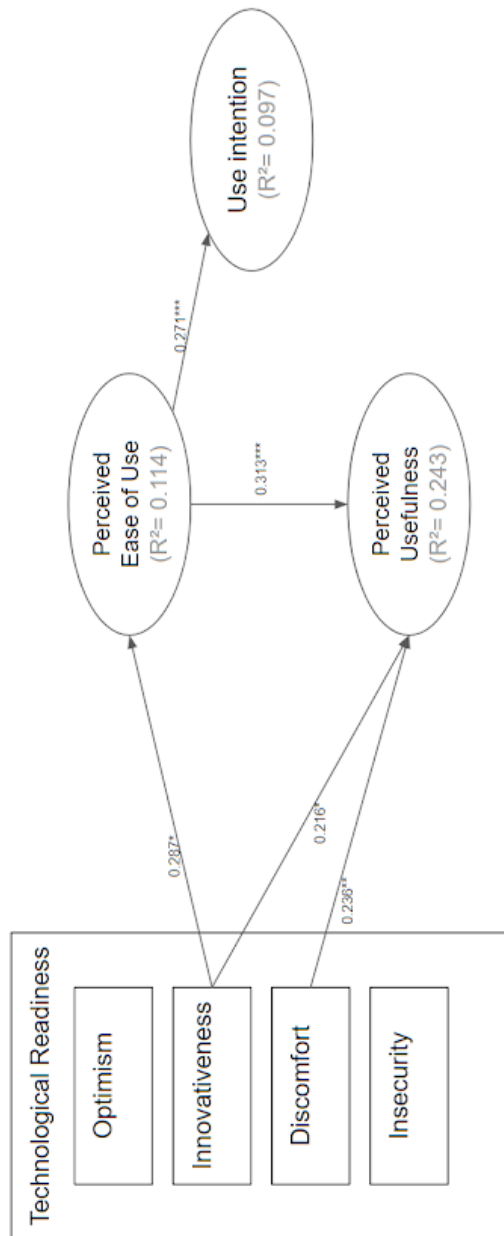 Technological Readiness
Optimism
Innovativeness
Discomfort
Insecurity
0.287*
0.216*
0.236**
Perceived
Ease of Use
(R²= 0.114)
0.313***
Perceived
Usefulness
(R²= 0.243)
0.271***
Use intention
(R²= 0.097)